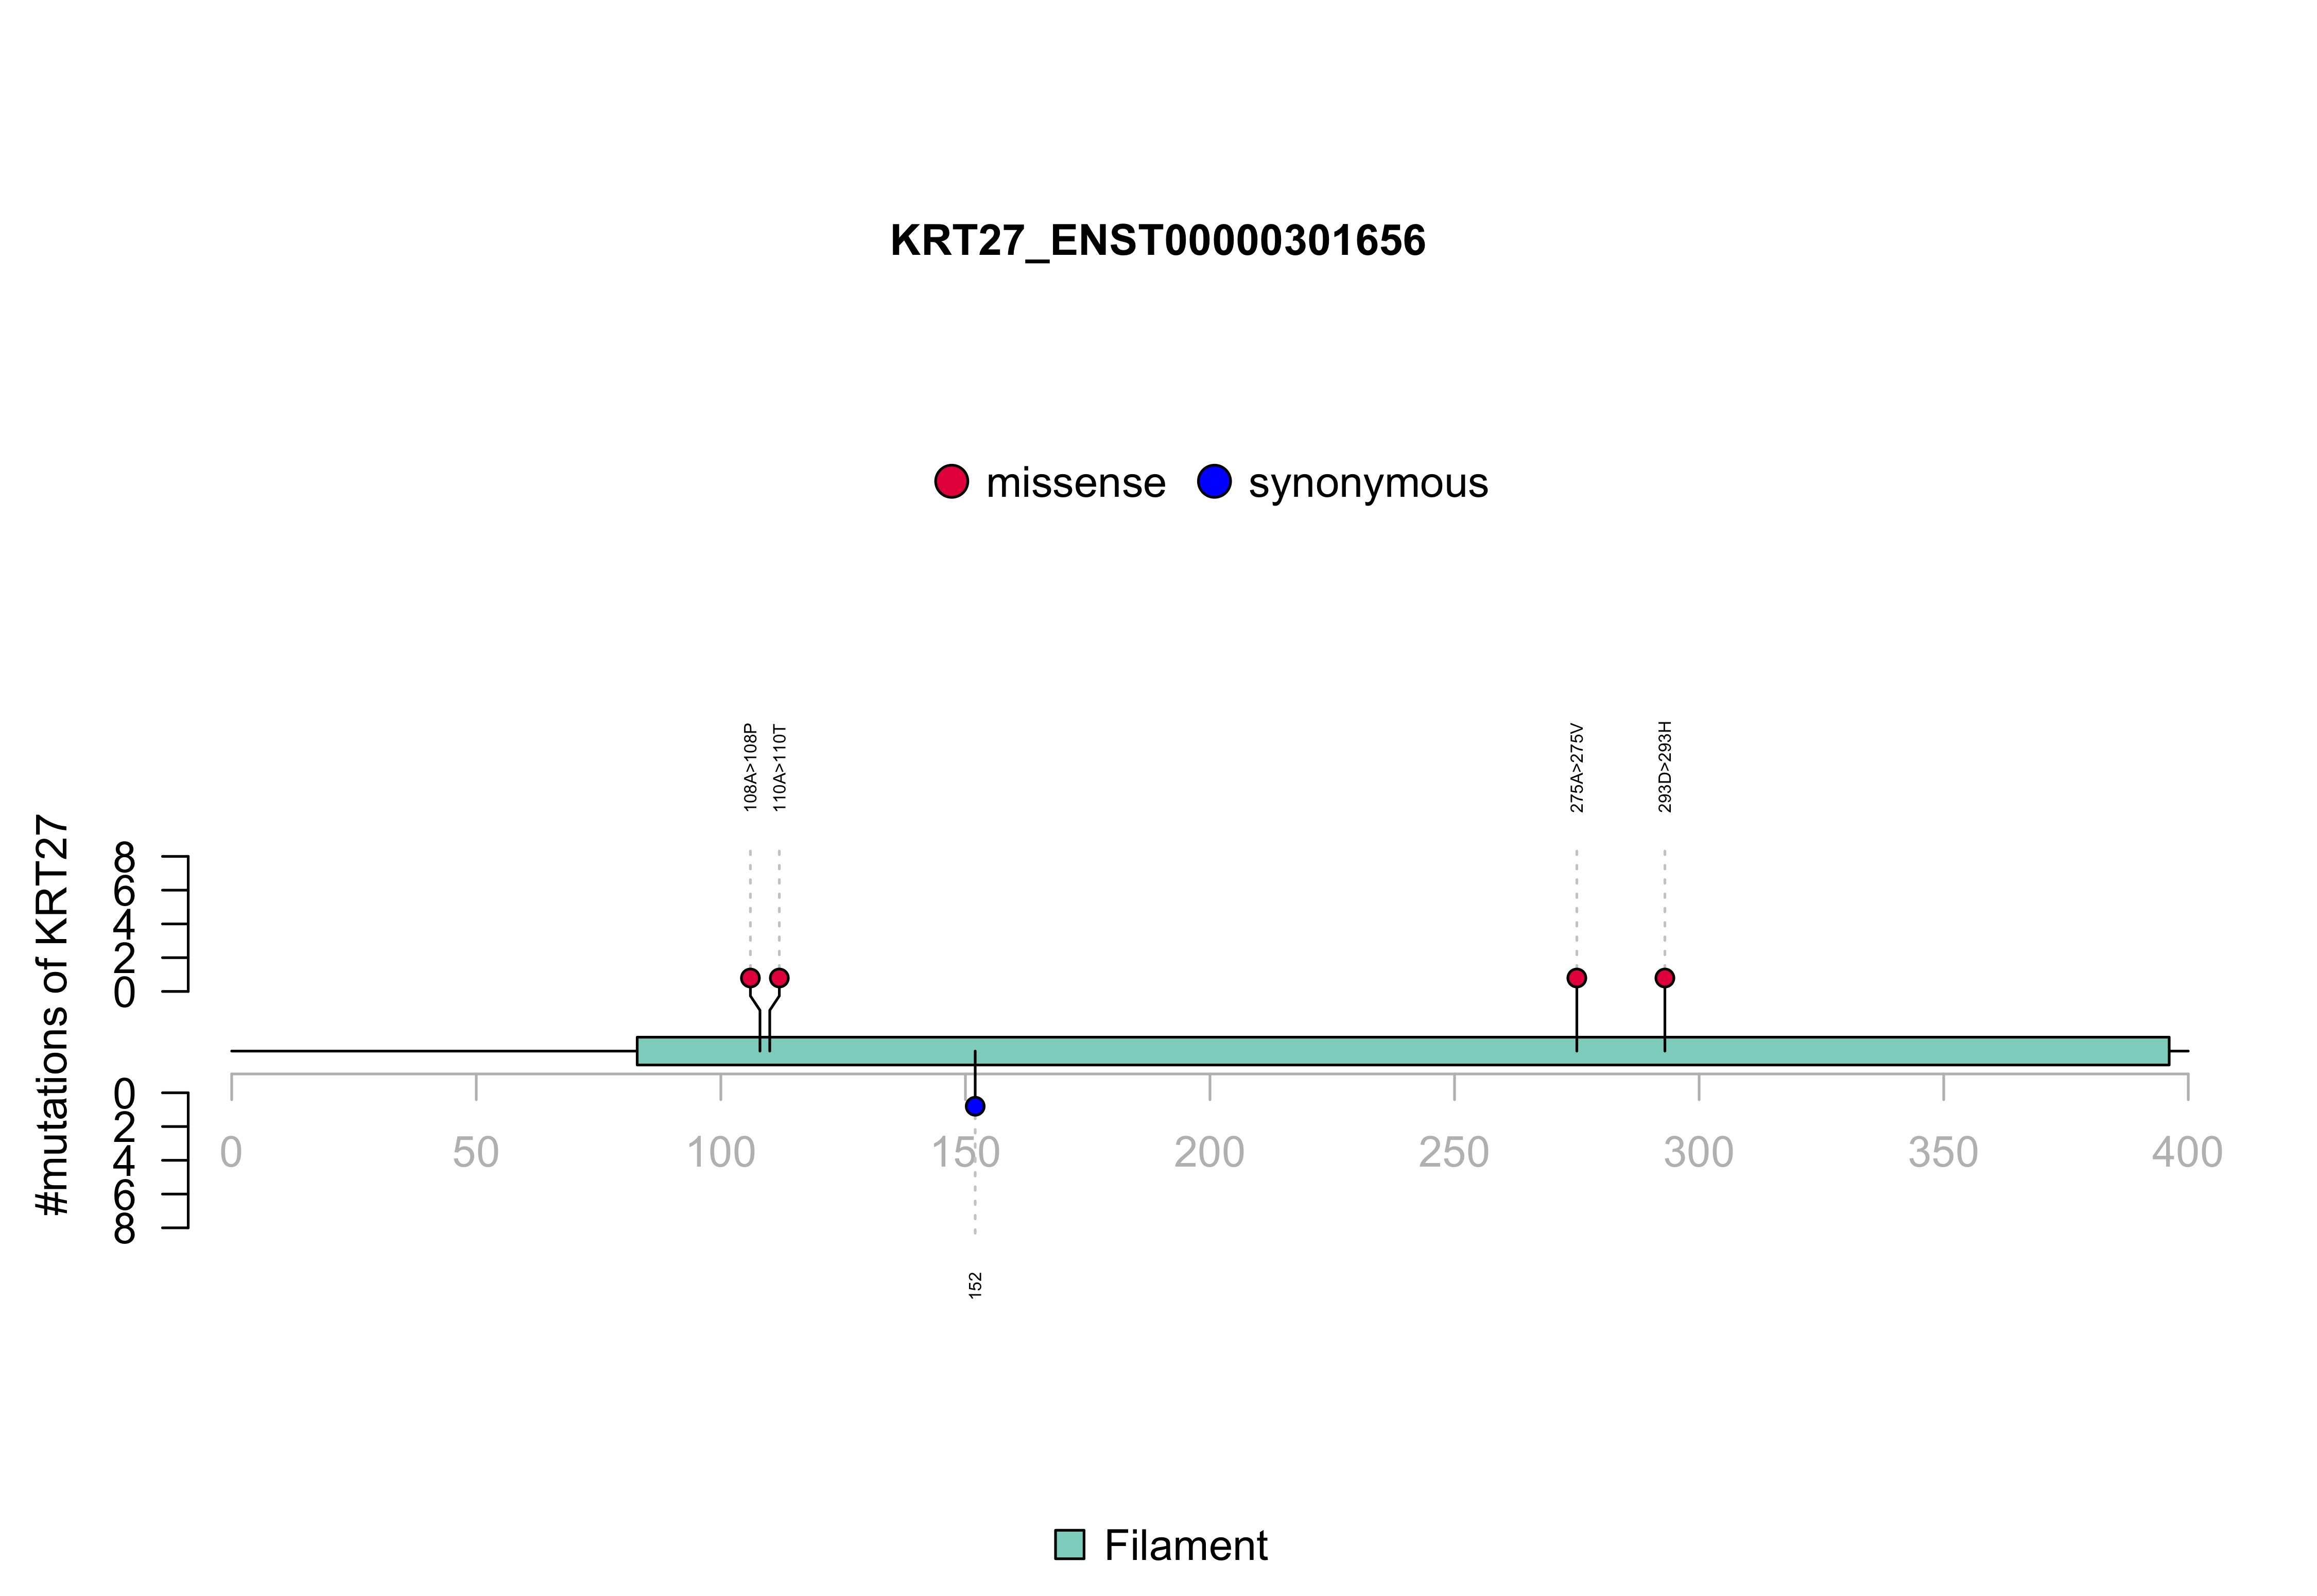 KRT27_ENST00000301656
missense synonymous
108A>108P 110A>110T 275A>275V 293D>293H
#mutations of KRT27
8
6
4
2
0
0
2
4
6
8
0 50 100 150 200 250 300 350 400
152
Filament